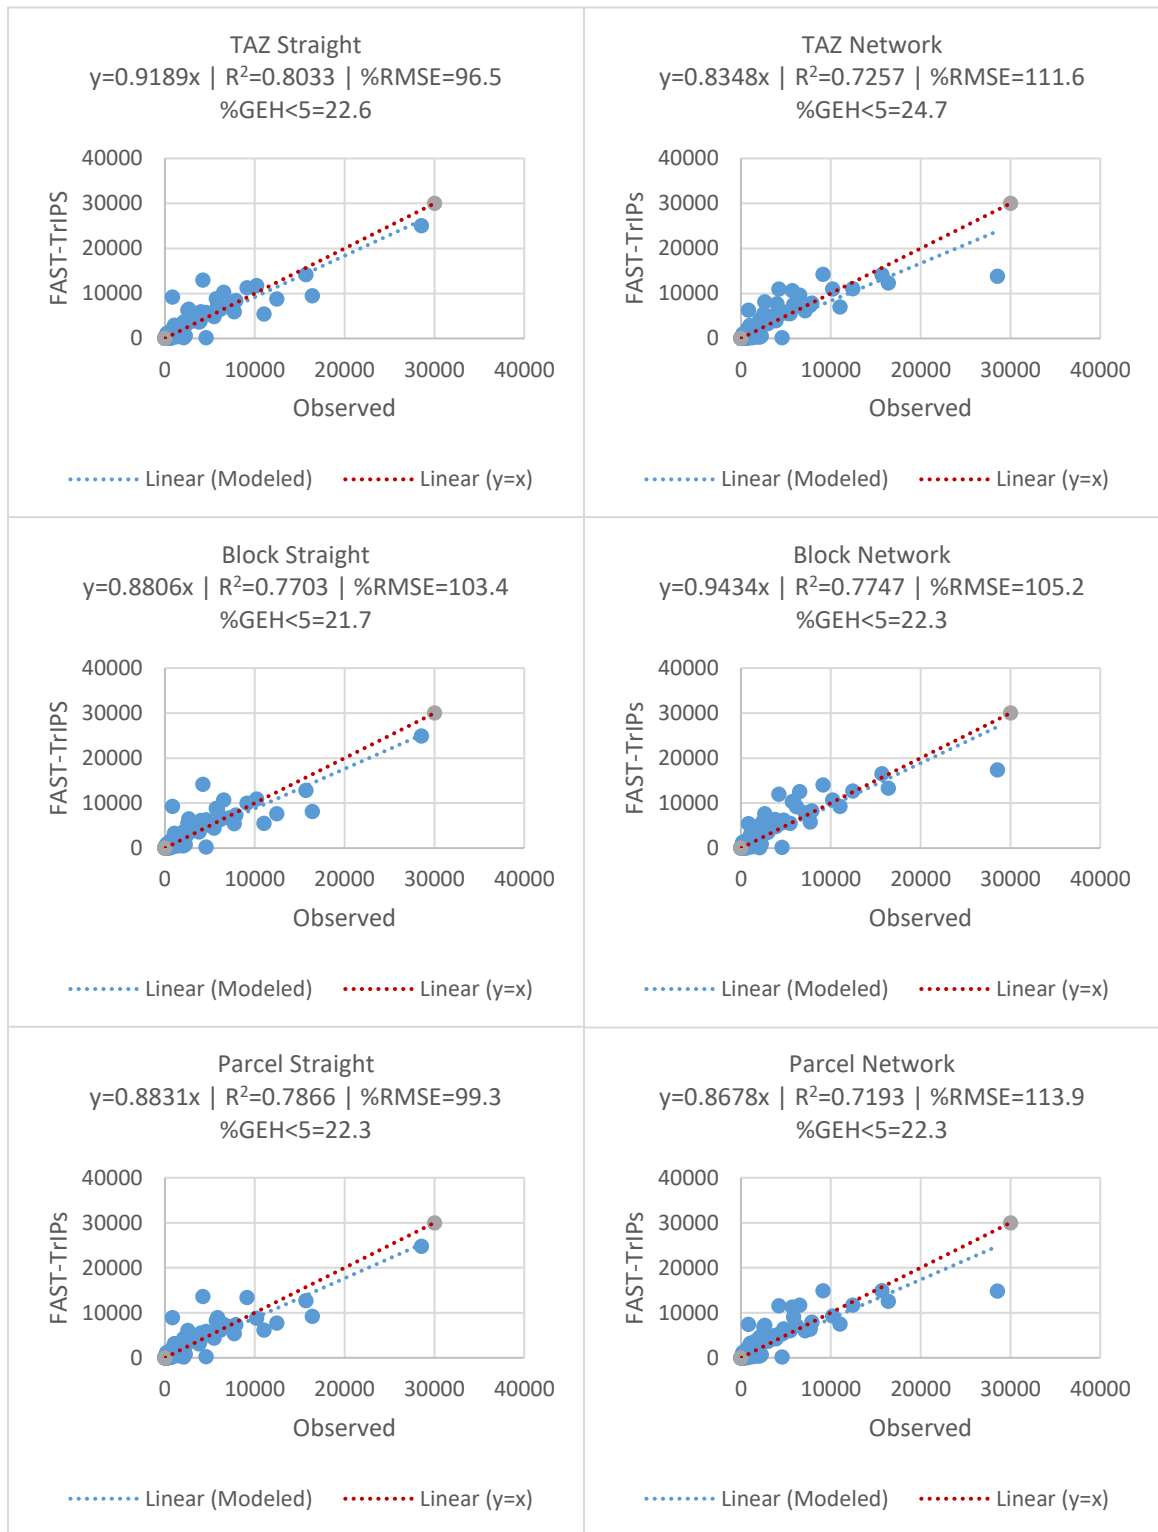 TAZ Straight
y=0.9189x | R²=0.8033 | %RMSE=96.5
%GEH<5=22.6
40000
30000
20000
10000
0
FAST-TrIPS
0 10000 20000 30000 40000
Observed
Linear (Modeled) Linear (y=x)
TAZ Network
y=0.8348x | R²=0.7257 | %RMSE=111.6
%GEH<5=24.7
40000
30000
20000
10000
0
FAST-TrIPs
0 10000 20000 30000 40000
Observed
Linear (Modeled) Linear (y=x)
Block Straight
y=0.8806x | R²=0.7703 | %RMSE=103.4
%GEH<5=21.7
40000
30000
20000
10000
0
FAST-TrIPS
0 10000 20000 30000 40000
Observed
Linear (Modeled) Linear (y=x)
Block Network
y=0.9434x | R²=0.7747 | %RMSE=105.2
%GEH<5=22.3
40000
30000
20000
10000
0
FAST-TrIPs
0 10000 20000 30000 40000
Observed
Linear (Modeled) Linear (y=x)
Parcel Straight
y=0.8831x | R²=0.7866 | %RMSE=99.3
%GEH<5=22.3
40000
30000
20000
10000
0
FAST-TrIPs
0 10000 20000 30000 40000
Observed
Linear (Modeled) Linear (y=x)
Parcel Network
y=0.8678x | R²=0.7193 | %RMSE=113.9
%GEH<5=22.3
40000
30000
20000
10000
0
FAST-TrIPs
0 10000 20000 30000 40000
Observed
Linear (Modeled) Linear (y=x)